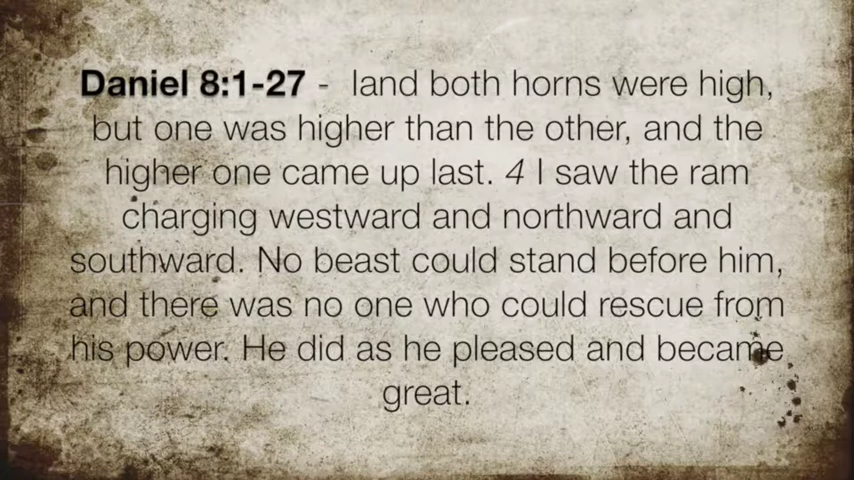 Daniel 8:1-27 - land both horns were high,
but one was higher than the other, and the
higher one came up last. 4 I saw the ram
charging westward and northward and
southward. No beast could stand before him,
and there was no one who could rescue from
his power. He did as he pleased and became
great.